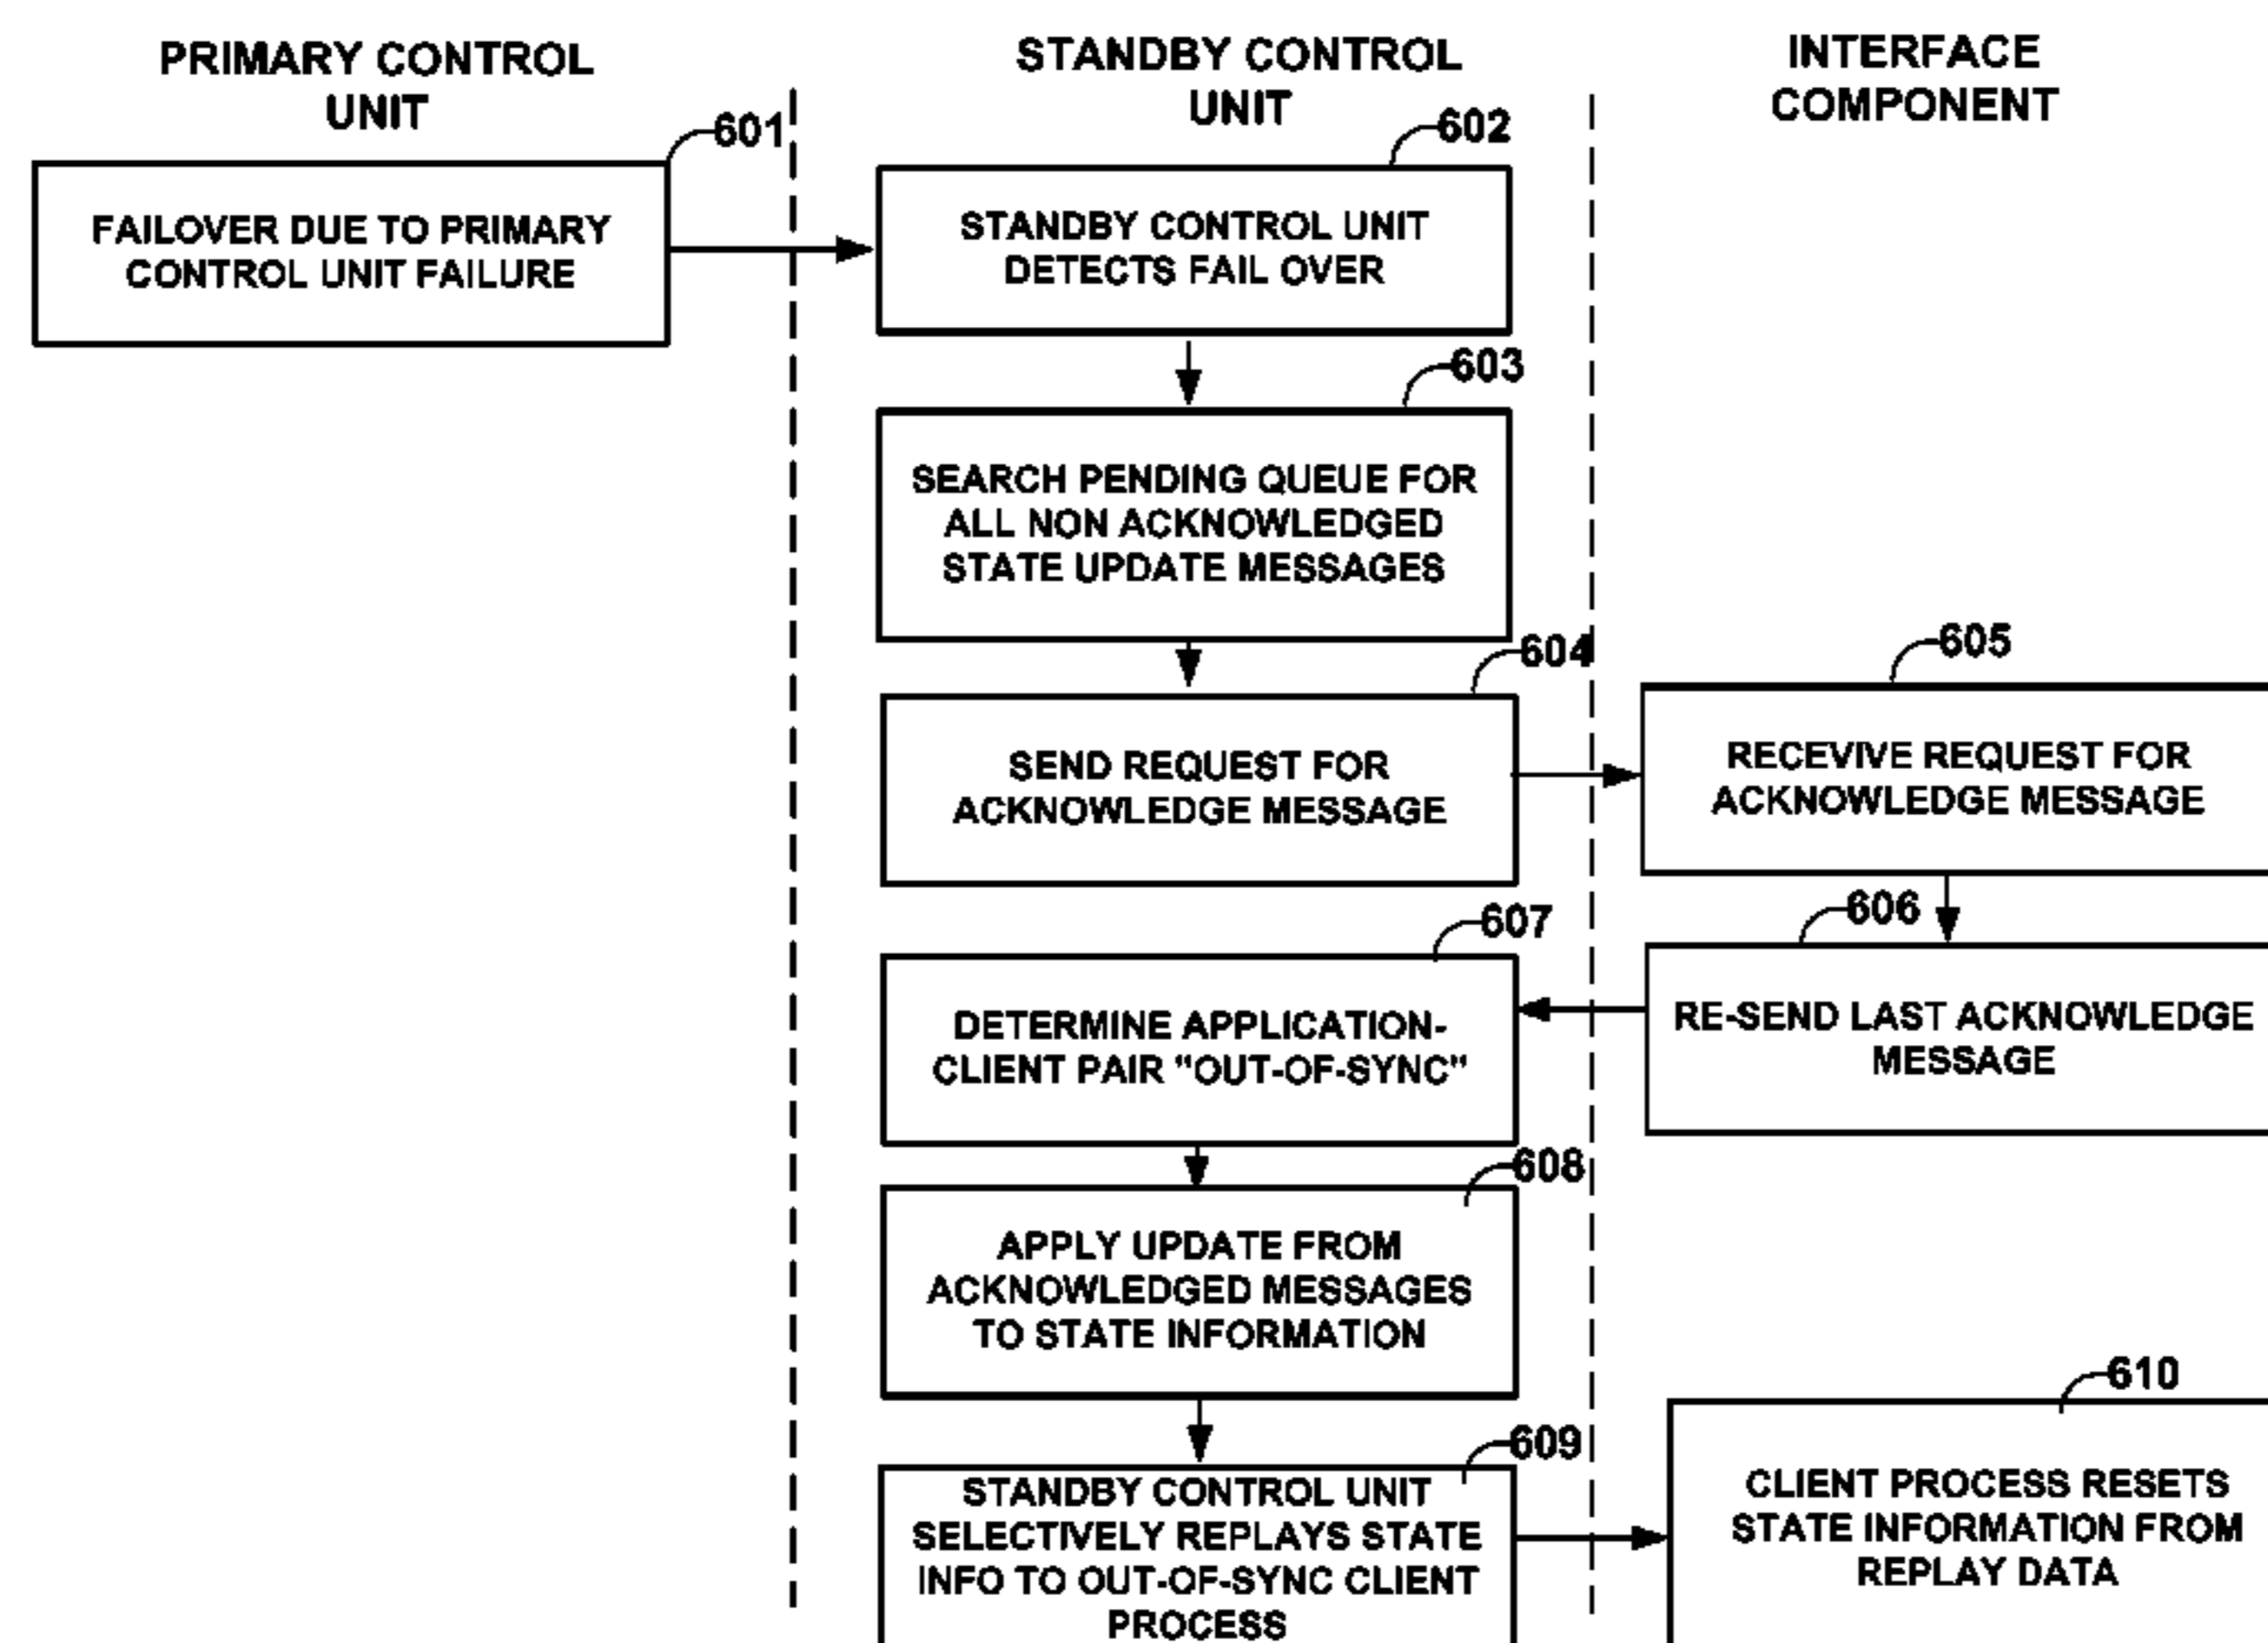 PRIMARY CONTROL
UNIT
STANDBY CONTROL
UNIT
INTERFACE
COMPONENT
601
FAILOVER DUE TO PRIMARY
CONTROL UNIT FAILURE
602
STANDBY CONTROL UNIT
DETECTS FAIL OVER
603
SEARCH PENDING QUEUE FOR
ALL NON ACKNOWLEDGED
STATE UPDATE MESSAGES
604
SEND REQUEST FOR
ACKNOWLEDGE MESSAGE
605
RECEVIVE REQUEST FOR
ACKNOWLEDGE MESSAGE
606
RE-SEND LAST ACKNOWLEDGE
MESSAGE
607
DETERMINE APPLICATION-
CLIENT PAIR "OUT-OF-SYNC"
608
APPLY UPDATE FROM
ACKNOWLEDGED MESSAGES
TO STATE INFORMATION
609
STANDBY CONTROL UNIT
SELECTIVELY REPLAYS STATE
INFO TO OUT-OF-SYNC CLIENT
PROCESS
610
CLIENT PROCESS RESETS
STATE INFORMATION FROM
REPLAY DATA